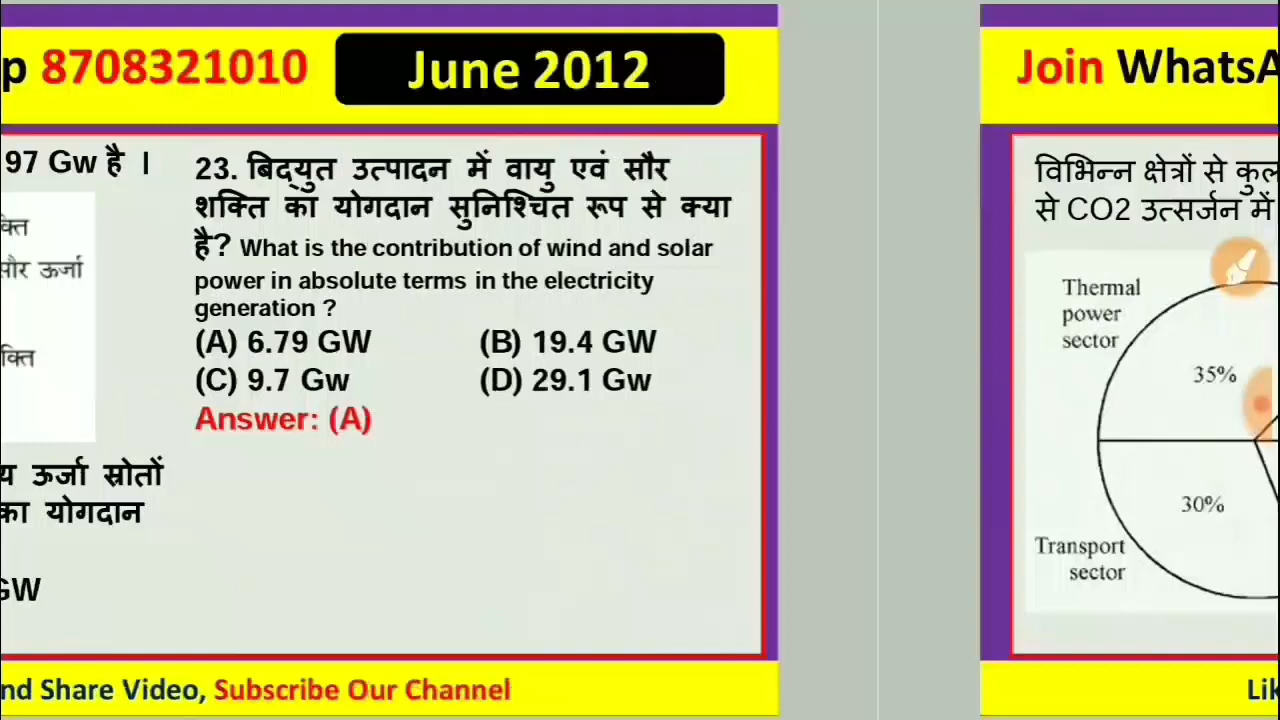 p 8708321010
June 2012
Join WhatsA
97 Gw है ।
क्ति
सौर ऊर्जा
क्ति
य ऊर्जा स्रोतों
का योगदान
GW
23. बिद्युत उत्पादन में वायु एवं सौर
शक्ति का योगदान सुनिश्चित रूप से क्या
है? What is the contribution of wind and solar
power in absolute terms in the electricity
generation ?
(A) 6.79 GW (B) 19.4 GW
(C) 9.7 Gw (D) 29.1 Gw
Answer: (A)
विभिन्न क्षेत्रों से कुल
से CO2 उत्सर्जन में
Thermal
power
sector
35%
30%
Transport
sector
nd Share Video, Subscribe Our Channel
Lik